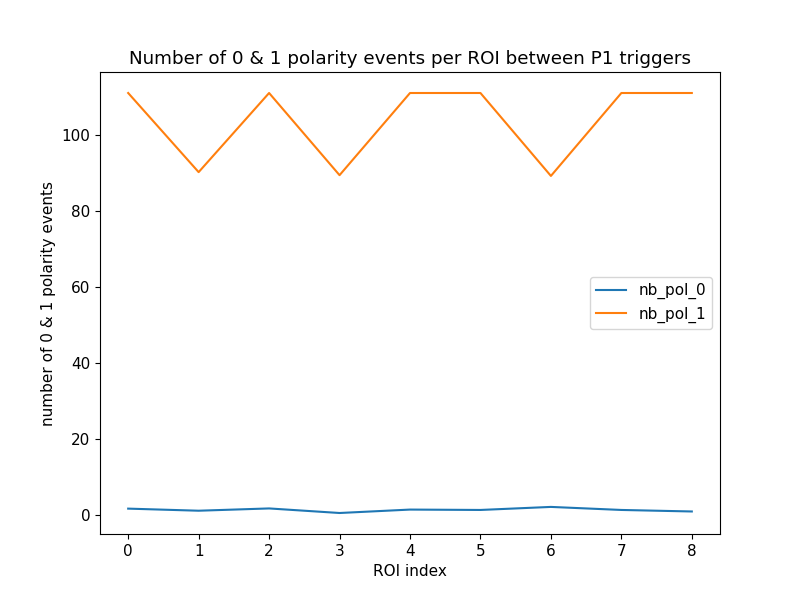 Number of 0 & 1 polarity events per ROI between P1 triggers
number of 0 & 1 polarity events
100
80
60
40
20
0
nb_pol_0
nb_pol_1
0 1 2 3 4 5 6 7 8
ROI index